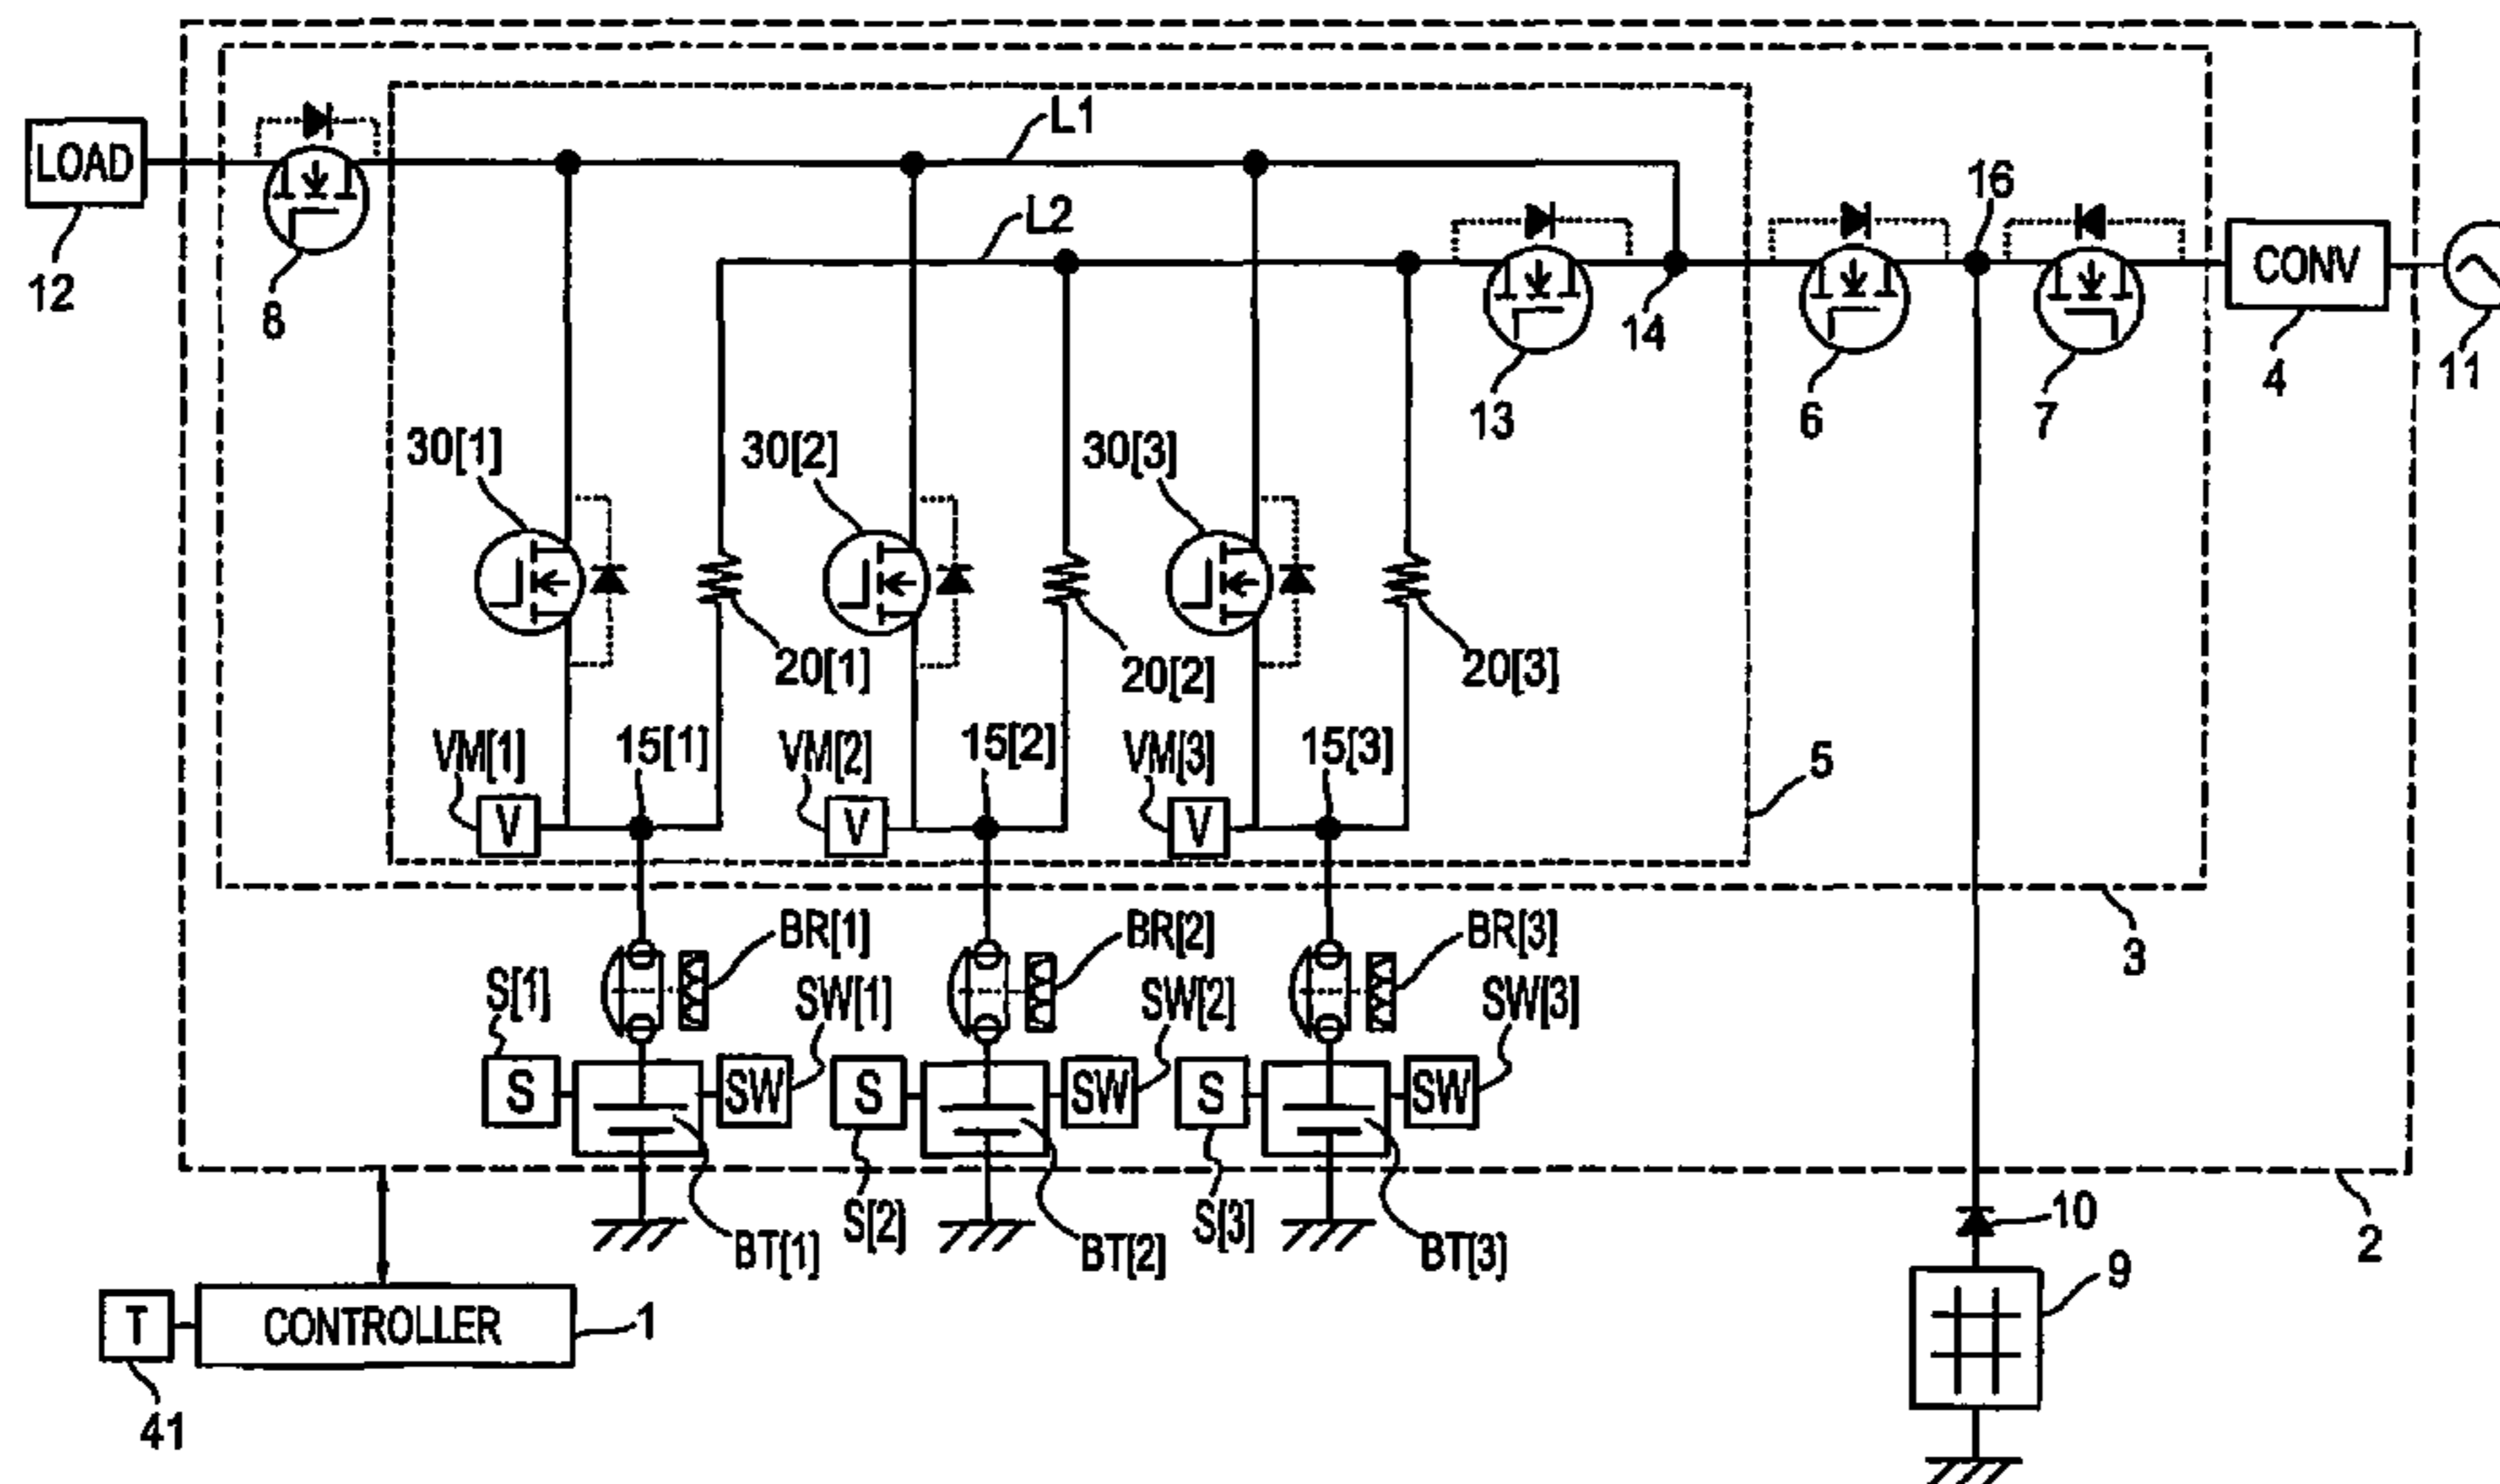 L1
LOAD
L2
16
CONV
12
8
14
13
6
7
4
11
30[1]
30[2]
30[3]
20[1]
20[2]
20[3]
VM[1]
15[1]
VM[2]
15[2]
VM[3]
15[3]
5
V
V
V
BR[1]
BR[2]
BR[3]
3
S[1]
SW[1]
SW[2]
SW[3]
S
SW
S
SW
S
SW
S[2]
S[3]
BT[1]
BT[2]
BT[3]
10
2
9
T
CONTROLLER
1
41